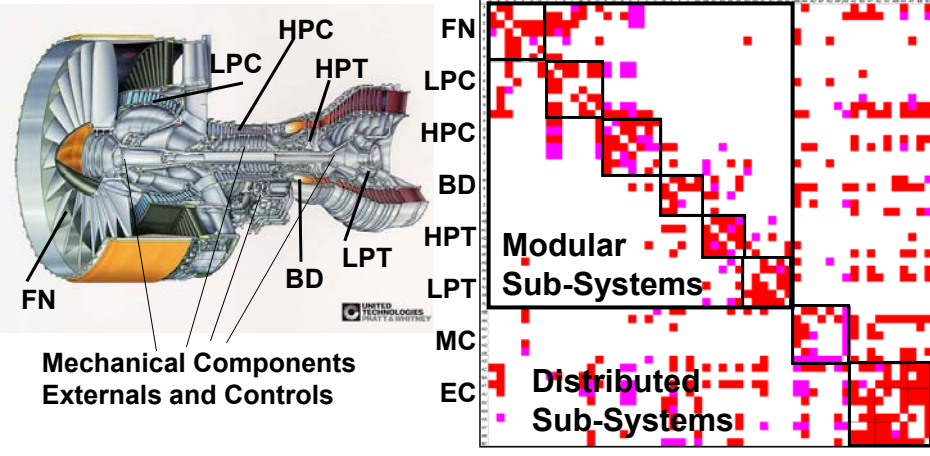 HPC
LPC
HPT
FN
BD
LPT
UNITED
TECHNOLOGIES
PRATT & WHITNEY
Mechanical Components
Externals and Controls
FN
LPC
HPC
BD
HPT
LPT
MC
EC
Modular
Sub-Systems
Distributed
Sub-Systems